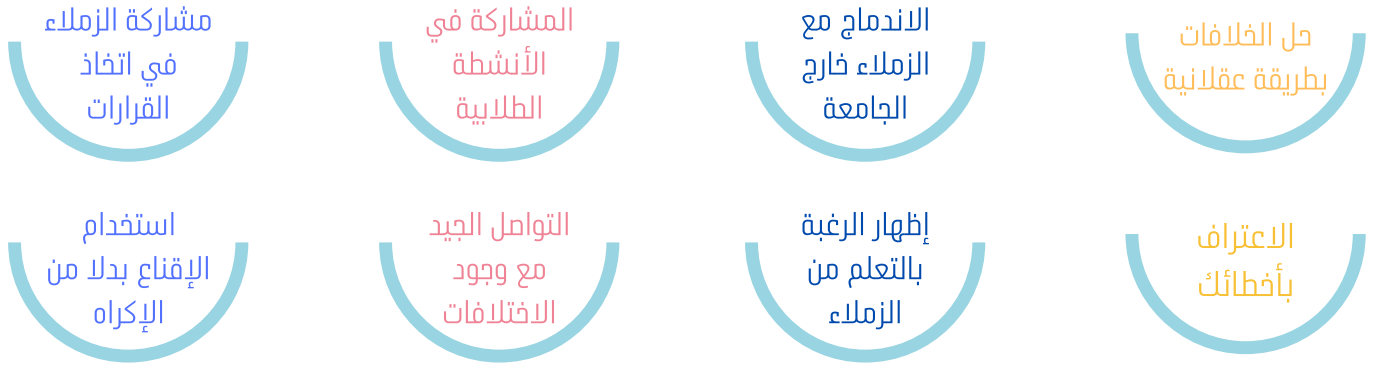 حل الخلافات
بطريقة عقلانية
الاندماج مع
الزملاء خارج
الجامعة
المشاركة في
الأنشطة
الطلابية
مشاركة الزملاء
في اتخاذ
القرارات
الاعتراف
بأخطائك
إظهار الرغبة
بالتعلم من
الزملاء
التواصل الجيد
مع وجود
الاختلافات
استخدام
الإقناع بدلا من
الإكراه